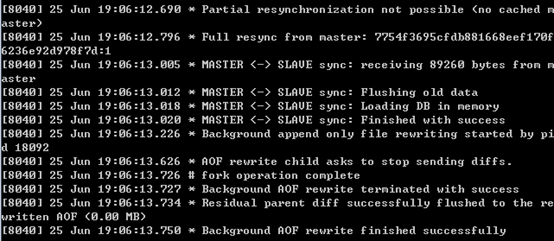 [8040] 25 Jun 19:06:12.690 * Partial resynchronization not possible (no cached m
aster)
[8040] 25 Jun 19:06:12.796 * Full resync from master: 7754f3695cfdb881668eef170f
6236e92d978f7d:1
[8040] 25 Jun 19:06:13.005 * MASTER <-> SLAVE sync: receiving 89260 bytes from m
aster
[8040] 25 Jun 19:06:13.012 * MASTER <-> SLAVE sync: Flushing old data
[8040] 25 Jun 19:06:13.018 * MASTER <-> SLAVE sync: Loading DB in memory
[8040] 25 Jun 19:06:13.020 * MASTER <-> SLAVE sync: Finished with success
[8040] 25 Jun 19:06:13.226 * Background append only file rewriting started by pi
d 18092
[8040] 25 Jun 19:06:13.626 * AOF rewrite child asks to stop sending diffs.
[8040] 25 Jun 19:06:13.726 # fork operation complete
[8040] 25 Jun 19:06:13.727 * Background AOF rewrite terminated with success
[8040] 25 Jun 19:06:13.734 * Residual parent diff successfully flushed to the re
written AOF (0.00 MB)
[8040] 25 Jun 19:06:13.750 * Background AOF rewrite finished successfully